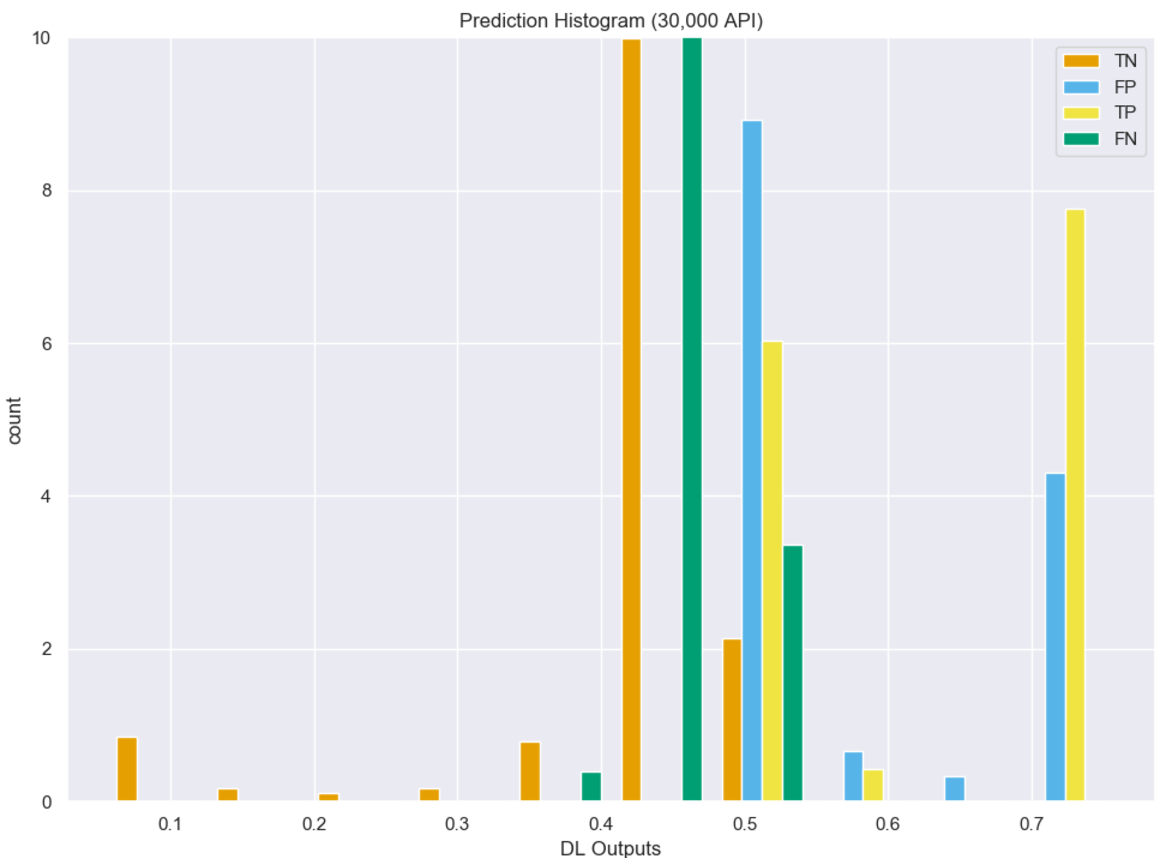 Prediction Histogram (30,000 API)
10
8
6
4
2
0
count
TN
FP
TP
FN
0.1 0.2 0.3 0.4 0.5 0.6 0.7
DL Outputs